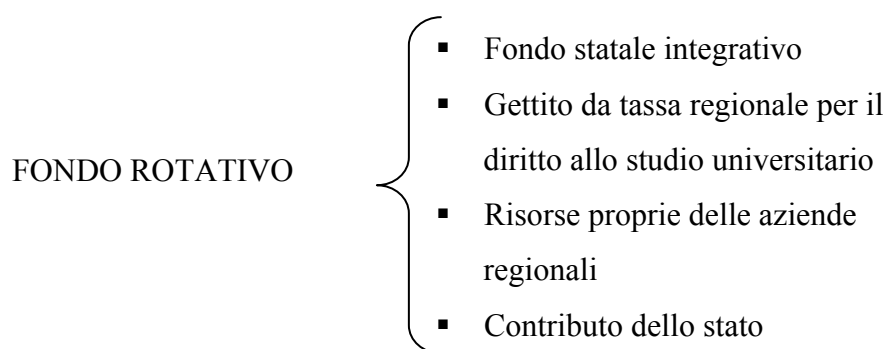 FONDO ROTATIVO
▪ Fondo statale integrativo
▪ Gettito da tassa regionale per il
diritto allo studio universitario
▪ Risorse proprie delle aziende
regionali
▪ Contributo dello stato